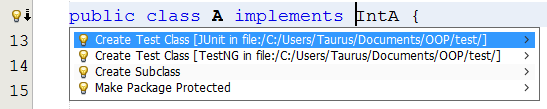 public class A implements IntA {
13
Create Test Class [JUnit in file:/C:/Users/Taurus/Documents/OOP/test/]
Create Test Class [TestNG in file:/C:/Users/Taurus/Documents/OOP/test/]
14
Create Subclass
15
Make Package Protected